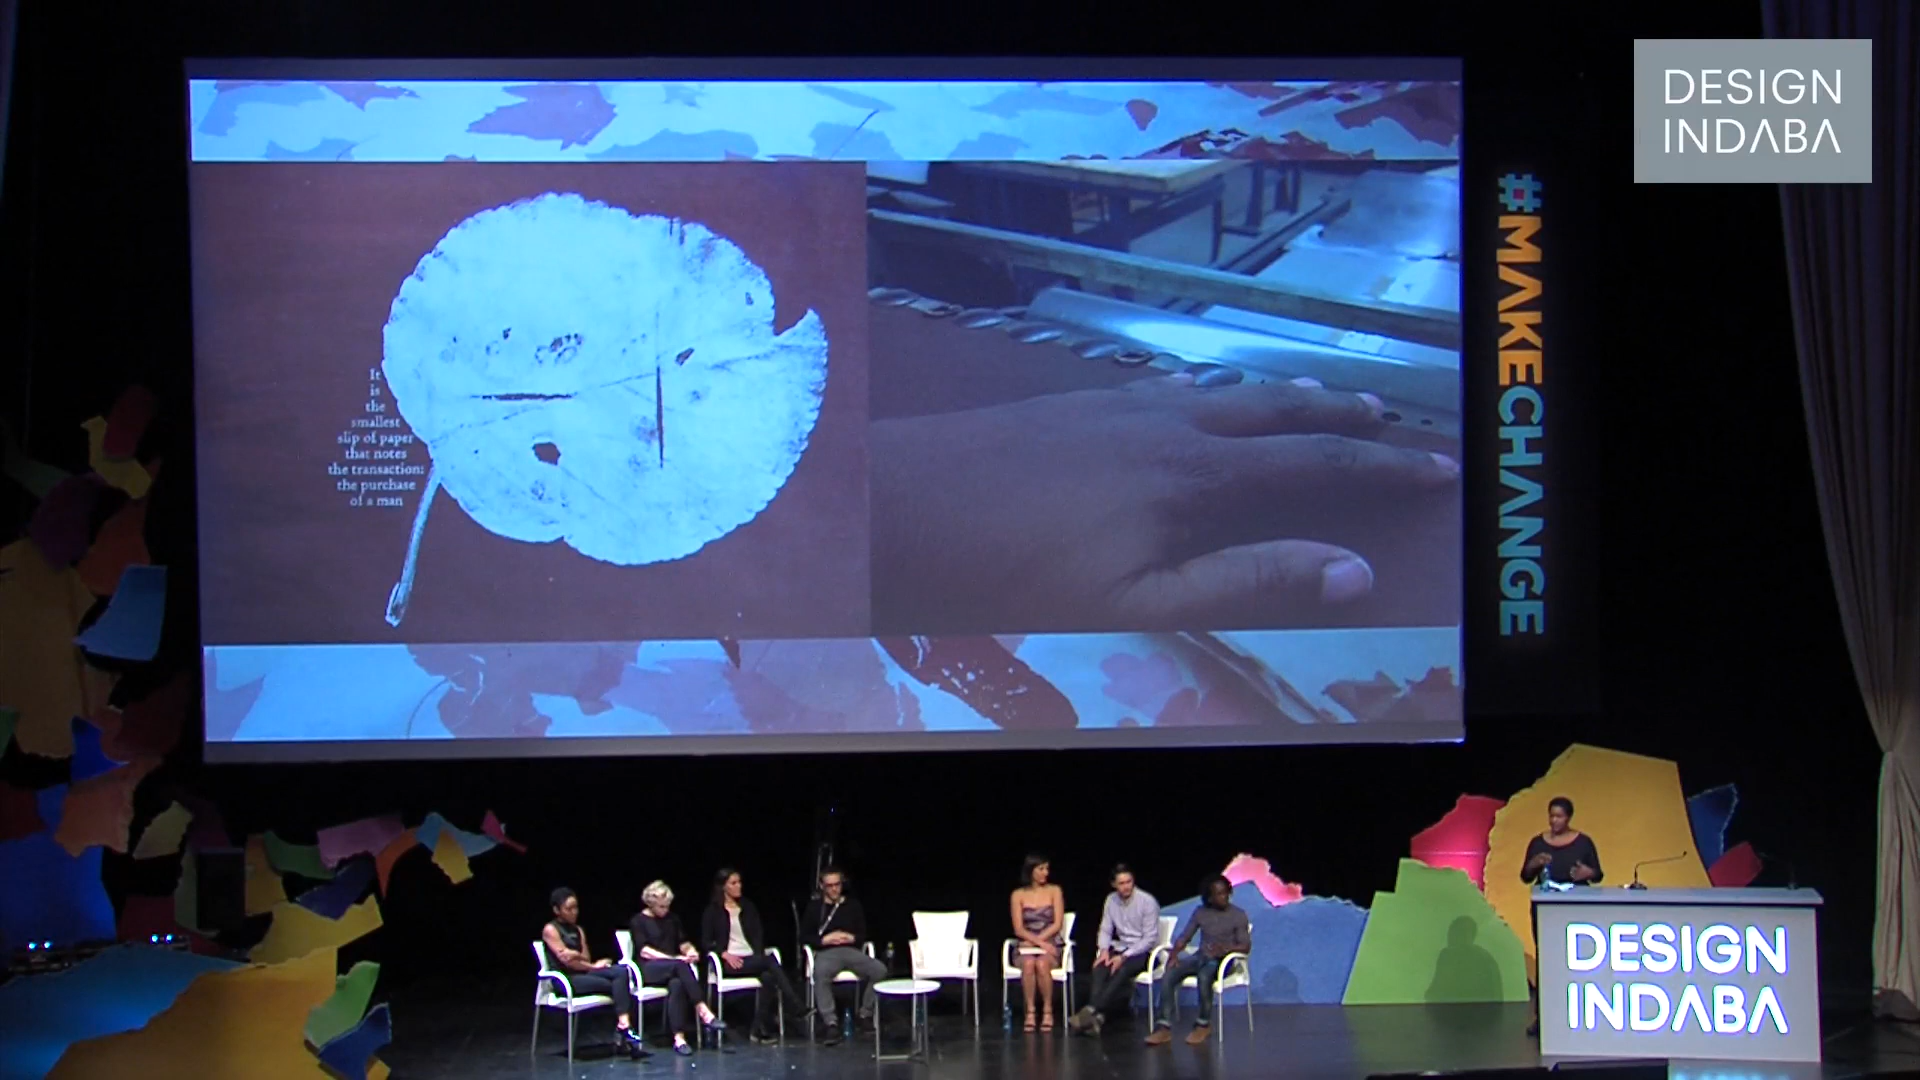 DESIGN
INDABA
#MAKECHANGE
It
is
the
smallest
slip of paper
that notes
the transaction:
the purchase
of a man
DESIGN
INDABA